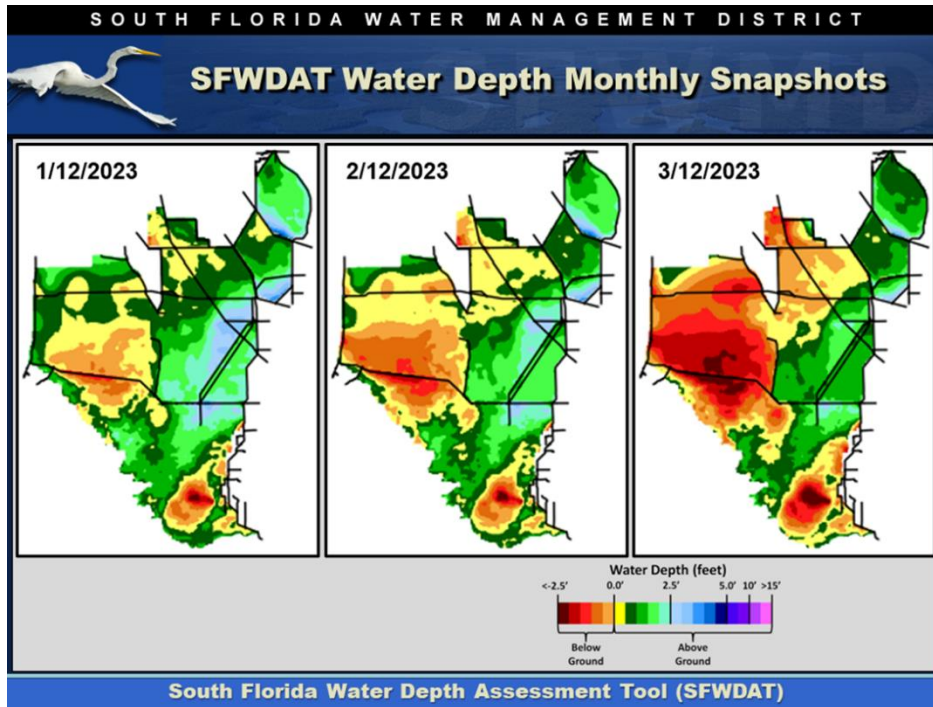 SOUTH FLORIDA WATER MANAGEMENT DISTRICT
SFWDAT Water Depth Monthly Snapshots
1/12/2023
2/12/2023
3/12/2023
Water Depth (feet)
<-2.5' 0.0' 2.5' 5.0' 10' >15'
Below Ground
Above Ground
South Florida Water Depth Assessment Tool (SFWDAT)